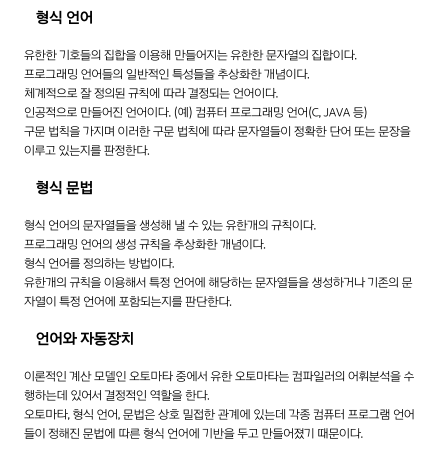 형식 언어
유한한 기호들의 집합을 이용해 만들어지는 유한한 문자열의 집합이다.
프로그래밍 언어들의 일반적인 특성들을 추상화한 개념이다.
체계적으로 잘 정의된 규칙에 따라 결정되는 언어이다.
인공적으로 만들어진 언어이다. (예) 컴퓨터 프로그래밍 언어(C, JAVA 등)
구문 법칙을 가지며 이러한 구문 법칙에 따라 문자열들이 정확한 단어 또는 문장을
이루고 있는지를 판정한다.
형식 문법
형식 언어의 문자열들을 생성해 낼 수 있는 유한개의 규칙이다.
프로그래밍 언어의 생성 규칙을 추상화한 개념이다.
형식 언어를 정의하는 방법이다.
유한개의 규칙을 이용해서 특정 언어에 해당하는 문자열들을 생성하거나 기존의 문
자열이 특정 언어에 포함되는지를 판단한다.
언어와 자동장치
이론적인 계산 모델인 오토마타 중에서 유한 오토마타는 컴파일러의 어휘분석을 수
행하는데 있어서 결정적인 역할을 한다.
오토마타, 형식 언어, 문법은 상호 밀접한 관계에 있는데 각종 컴퓨터 프로그램 언어
들이 정해진 문법에 따른 형식 언어에 기반을 두고 만들어졌기 때문이다.